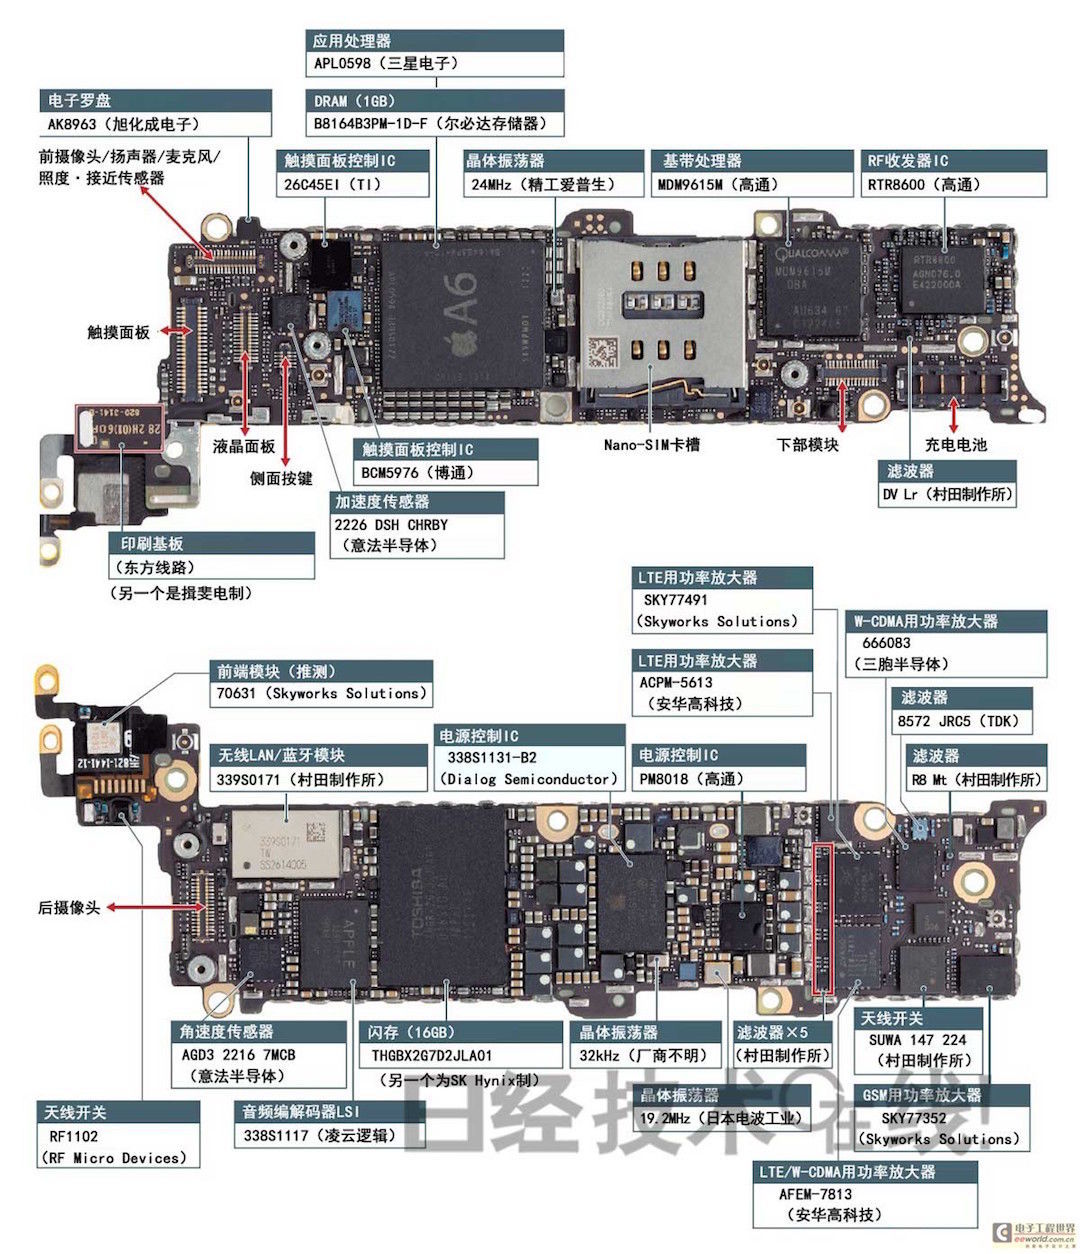 应用处理器
APL0598（三星电子）
电子罗盘
AK8963（旭化成电子）
DRAM（1GB）
B8164B3PM-1D-F（尔必达存储器）
前摄像头/扬声器/麦克风/
照度·接近传感器
触摸面板控制IC
26C45EI（TI）
晶体振荡器
24MHz（精工爱普生）
基带处理器
MDM9615M（高通）
RF收发器IC
RTR8600（高通）
A6
QUALCOMM
MDM9615M
OBA
RTR8600
E422000A
触摸面板
820-3141-
液晶面板
侧面按键
触摸面板控制IC
BCM5976（博通）
Nano-SIM卡槽
下部模块
充电电池
滤波器
DV Lr（村田制作所）
加速度传感器
2226 DSH CHRBY
（意法半导体）
印刷基板
（东方线路）
（另一个是揖斐电制）
LTE用功率放大器
SKY77491
（Skyworks Solutions）
W-CDMA用功率放大器
666083
（三胞半导体）
前端模块（推测）
70631（Skyworks Solutions）
LTE用功率放大器
ACPM-5613
（安华高科技）
滤波器
8572 JRC5（TDK）
821-1441-12
无线LAN/蓝牙模块
339S0171（村田制作所）
电源控制IC
338S1131-B2
（Dialog Semiconductor）
电源控制IC
PM8018（高通）
滤波器
R8 Mt（村田制作所）
339S0171
SS2614005
TOSHIBA
APPLE
后摄像头
角速度传感器
AGD3 2216 7MCB
（意法半导体）
闪存（16GB）
THGBX2G7D2JLA01
（另一个为SK Hynix制）
晶体振荡器
32kHz（厂商不明）
滤波器×5
（村田制作所）
天线开关
SUWA 147 224
（村田制作所）
天线开关
RF1102
（RF Micro Devices）
音频编解码器LSI
338S1117（凌云逻辑）
晶体振荡器
19.2MHz（日本电波工业）
GSM用功率放大器
SKY77352
（Skyworks Solutions）
日经技术在线!
LTE/W-CDMA用功率放大器
AFEM-7813
（安华高科技）
电子工程世界
eeworld.com.cn